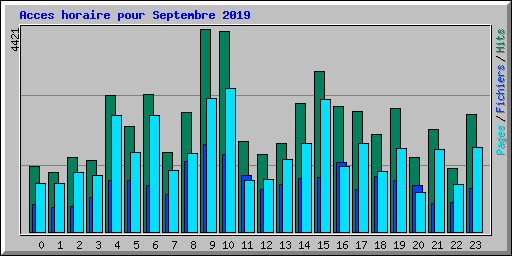 Acces horaire pour Septembre 2019
4421
Pages / Fichiers / Hits
0 1 2 3 4 5 6 7 8 9 10 11 12 13 14 15 16 17 18 19 20 21 22 23